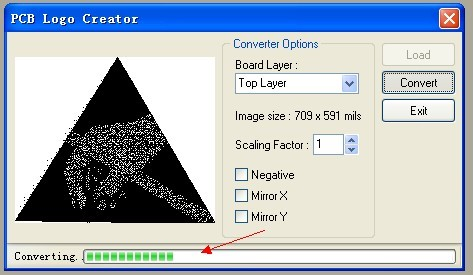 PCB Logo Creator
Converter Options
Board Layer :
Top Layer
Image size : 709 x 591 mils
Scaling Factor : 1
Negative
Mirror X
Mirror Y
Load
Convert
Exit
Converting.